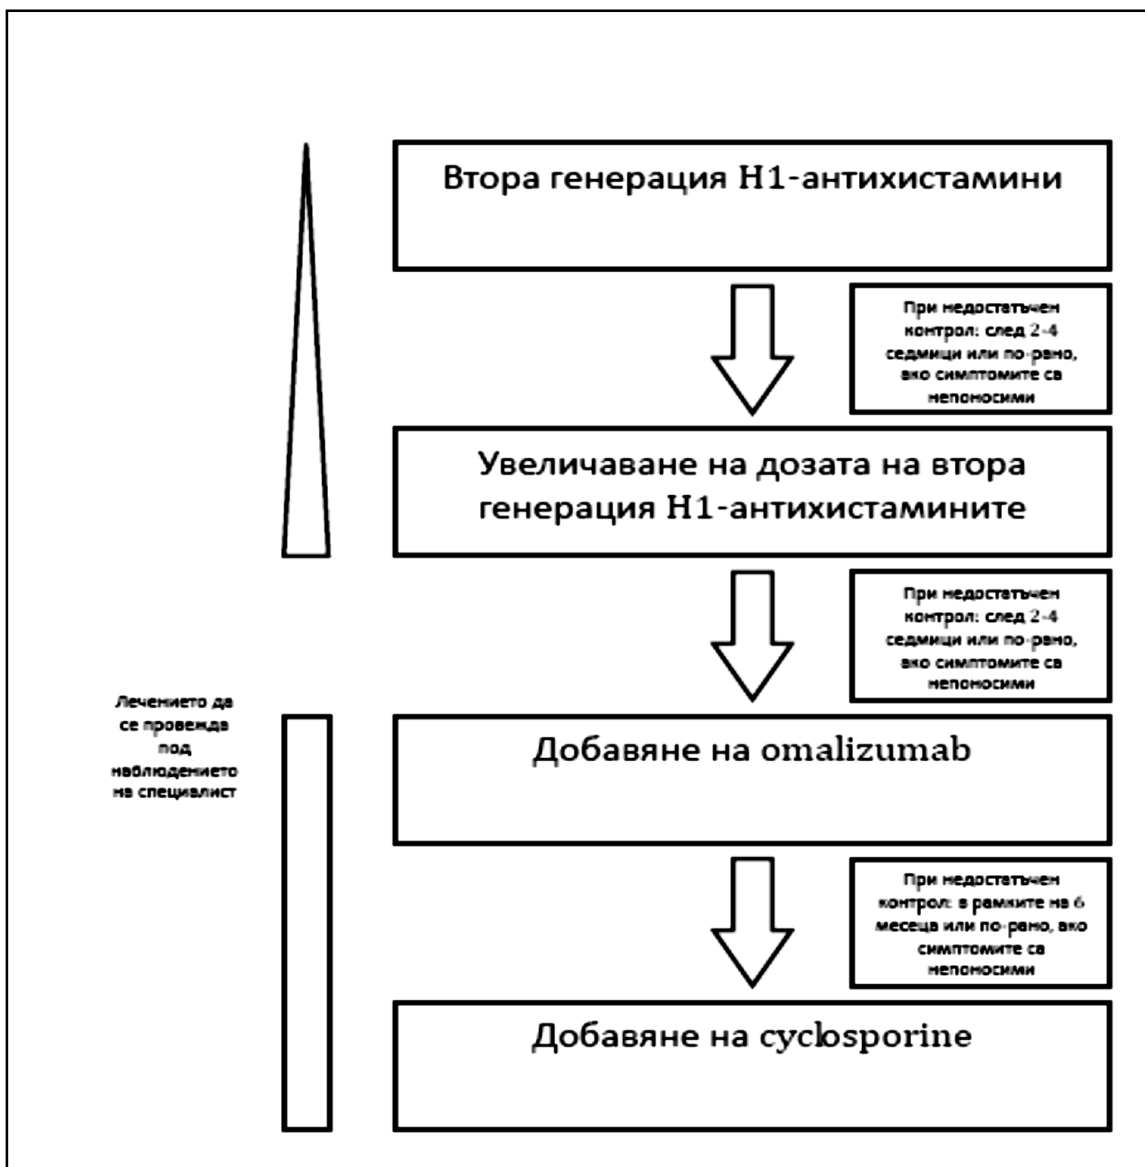 Втора генерация H1-антихистамини
При недостатъчен
контрол: след 2-4
седмици или по-рано,
ако симптомите са
непоносими
Увеличаване на дозата на втора
генерация H1-антихистамините
При недостатъчен
контрол: след 2-4
седмици или по-рано,
ако симптомите са
непоносими
Лечението да
се провежда
под
наблюдението
на специалист
Добавяне на omalizumab
При недостатъчен
контрол: в рамките на 6
месеца или по-рано, ако
симптомите са
непоносими
Добавяне на cyclosporine